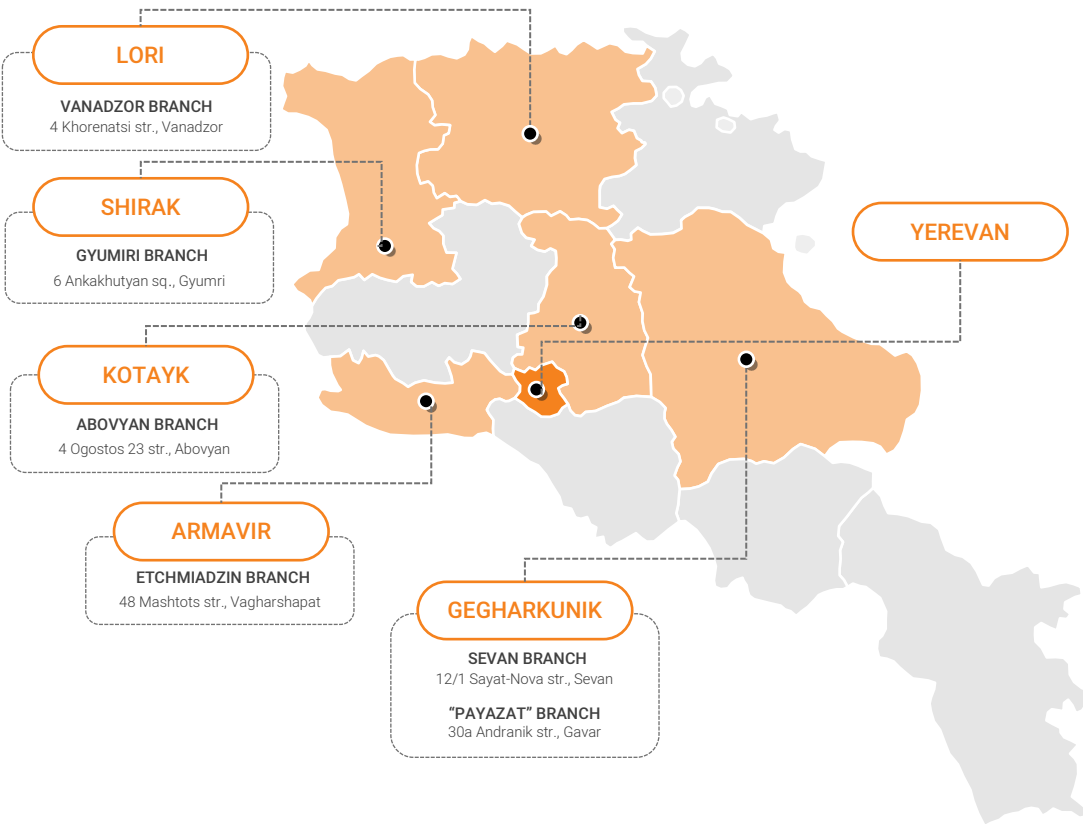 LORI
VANADZOR BRANCH
4 Khorenatsi str., Vanadzor
SHIRAK
GYUMIRI BRANCH
6 Ankakhutyan sq., Gyumri
YEREVAN
KOTAYK
ABOVYAN BRANCH
4 Ogostos 23 str., Abovyan
ARMAVIR
ETCHMIADZIN BRANCH
48 Mashtots str., Vagharshapat
GEGHARKUNIK
SEVAN BRANCH
12/1 Sayat-Nova str., Sevan
“PAYAZAT” BRANCH
30a Andranik str., Gavar